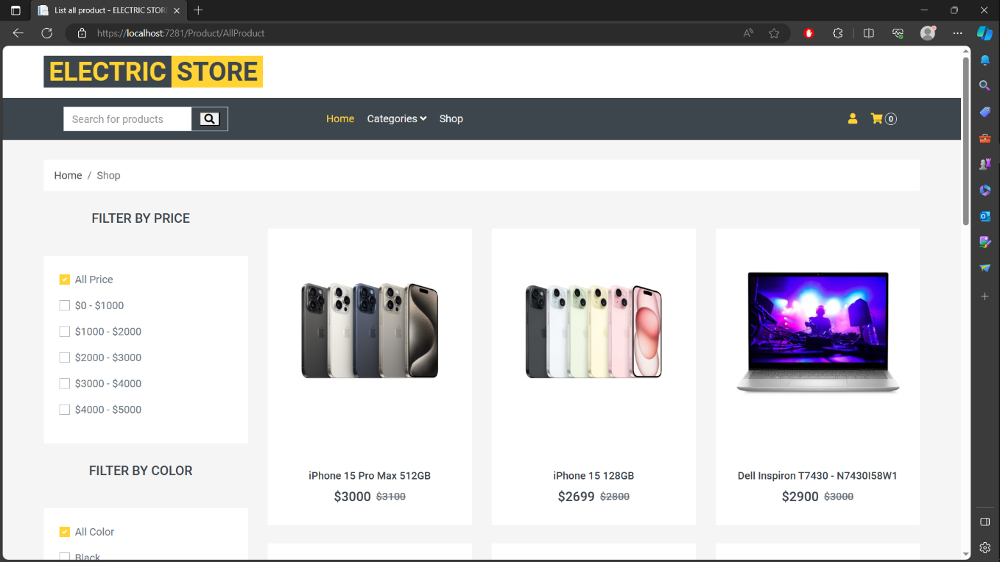 List all product - ELECTRIC STOR
https://localhost:7281/Product/AllProduct
ELECTRIC STORE
Search for products
Home Categories Shop
0
Home / Shop
FILTER BY PRICE
All Price
$0 - $1000
$1000 - $2000
$2000 - $3000
$3000 - $4000
$4000 - $5000
FILTER BY COLOR
All Color
Black
iPhone 15 Pro Max 512GB
$3000 $3100
iPhone 15 128GB
$2699 $2800
Dell Inspiron T7430 - N7430I58W1
$2900 $3000